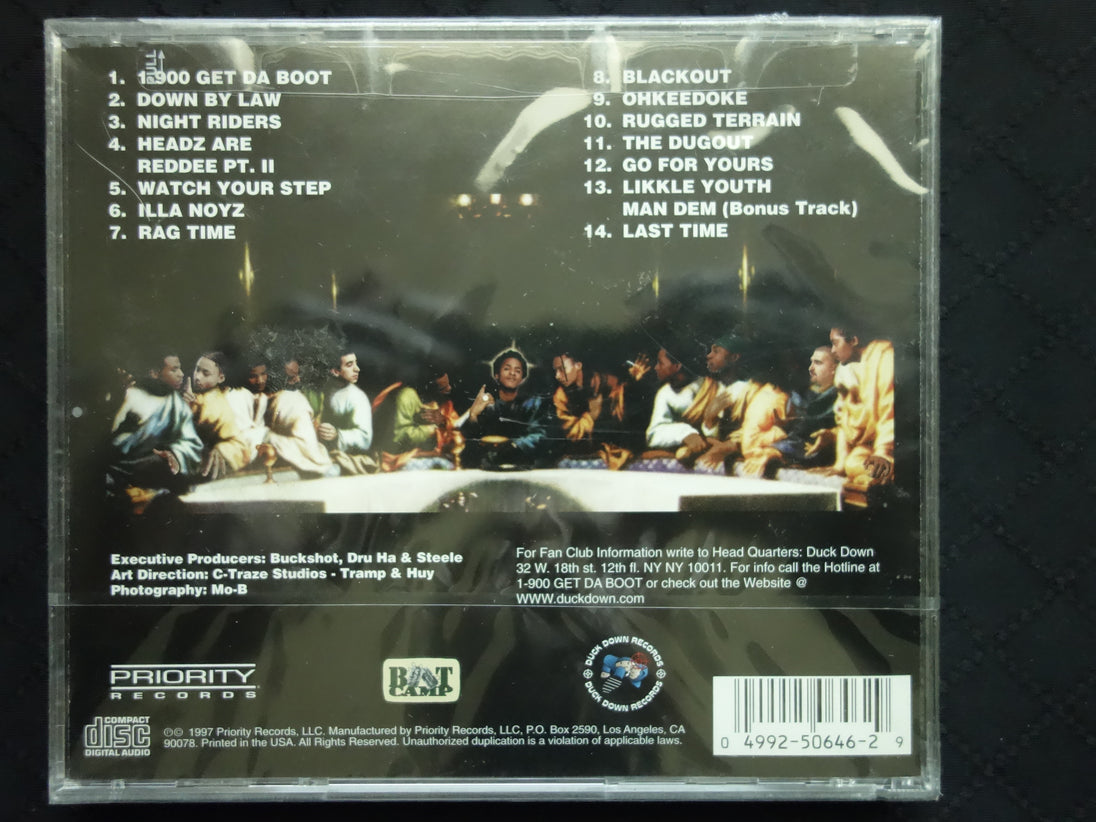 PULL
1. 1-900 GET DA BOOT
2. DOWN BY LAW
3. NIGHT RIDERS
4. HEADZ ARE
REDDEE PT. II
5. WATCH YOUR STEP
6. ILLA NOYZ
7. RAG TIME
8. BLACKOUT
9. OHKEEDOKE
10. RUGGED TERRAIN
11. THE DUGOUT
12. GO FOR YOURS
13. LIKKLE YOUTH
MAN DEM (Bonus Track)
14. LAST TIME
Executive Producers: Buckshot, Dru Ha & Steele
Art Direction: C-Traze Studios - Tramp & Huy
Photography: Mo-B
For Fan Club Information write to Head Quarters: Duck Down
32 W. 18th st. 12th fl. NY NY 10011. For info call the Hotline at
1-900 GET DA BOOT or check out the Website @
WWW.duckdown.com
PRIORITY
RECORDS
BOOT
CAMP
DUCK DOWN RECORDS
DUCK DOWN RECORDS
COMPACT
disc
DIGITAL AUDIO
℗© 1997 Priority Records, LLC. Manufactured by Priority Records, LLC, P.O. Box 2590, Los Angeles, CA
90078. Printed in the USA. All Rights Reserved. Unauthorized duplication is a violation of applicable laws.
0 4992-50646-2 9